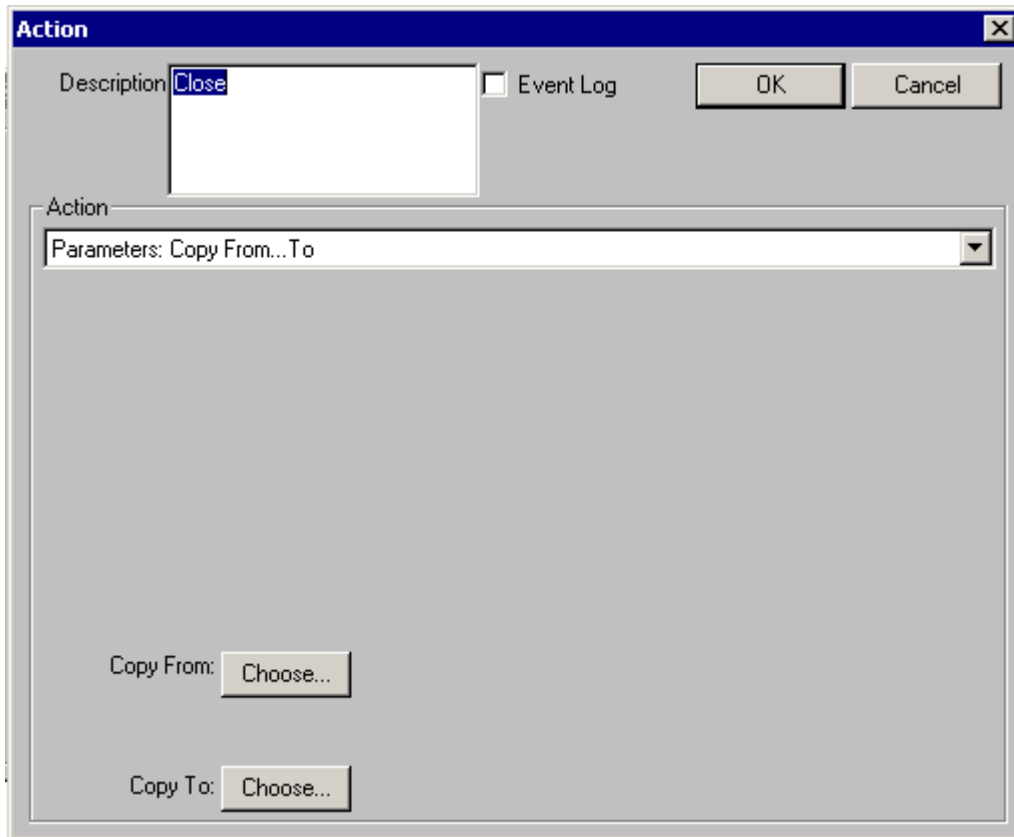 Action
Description Close Event Log OK Cancel
Action
Parameters: Copy From...To
Copy From: Choose...
Copy To: Choose...